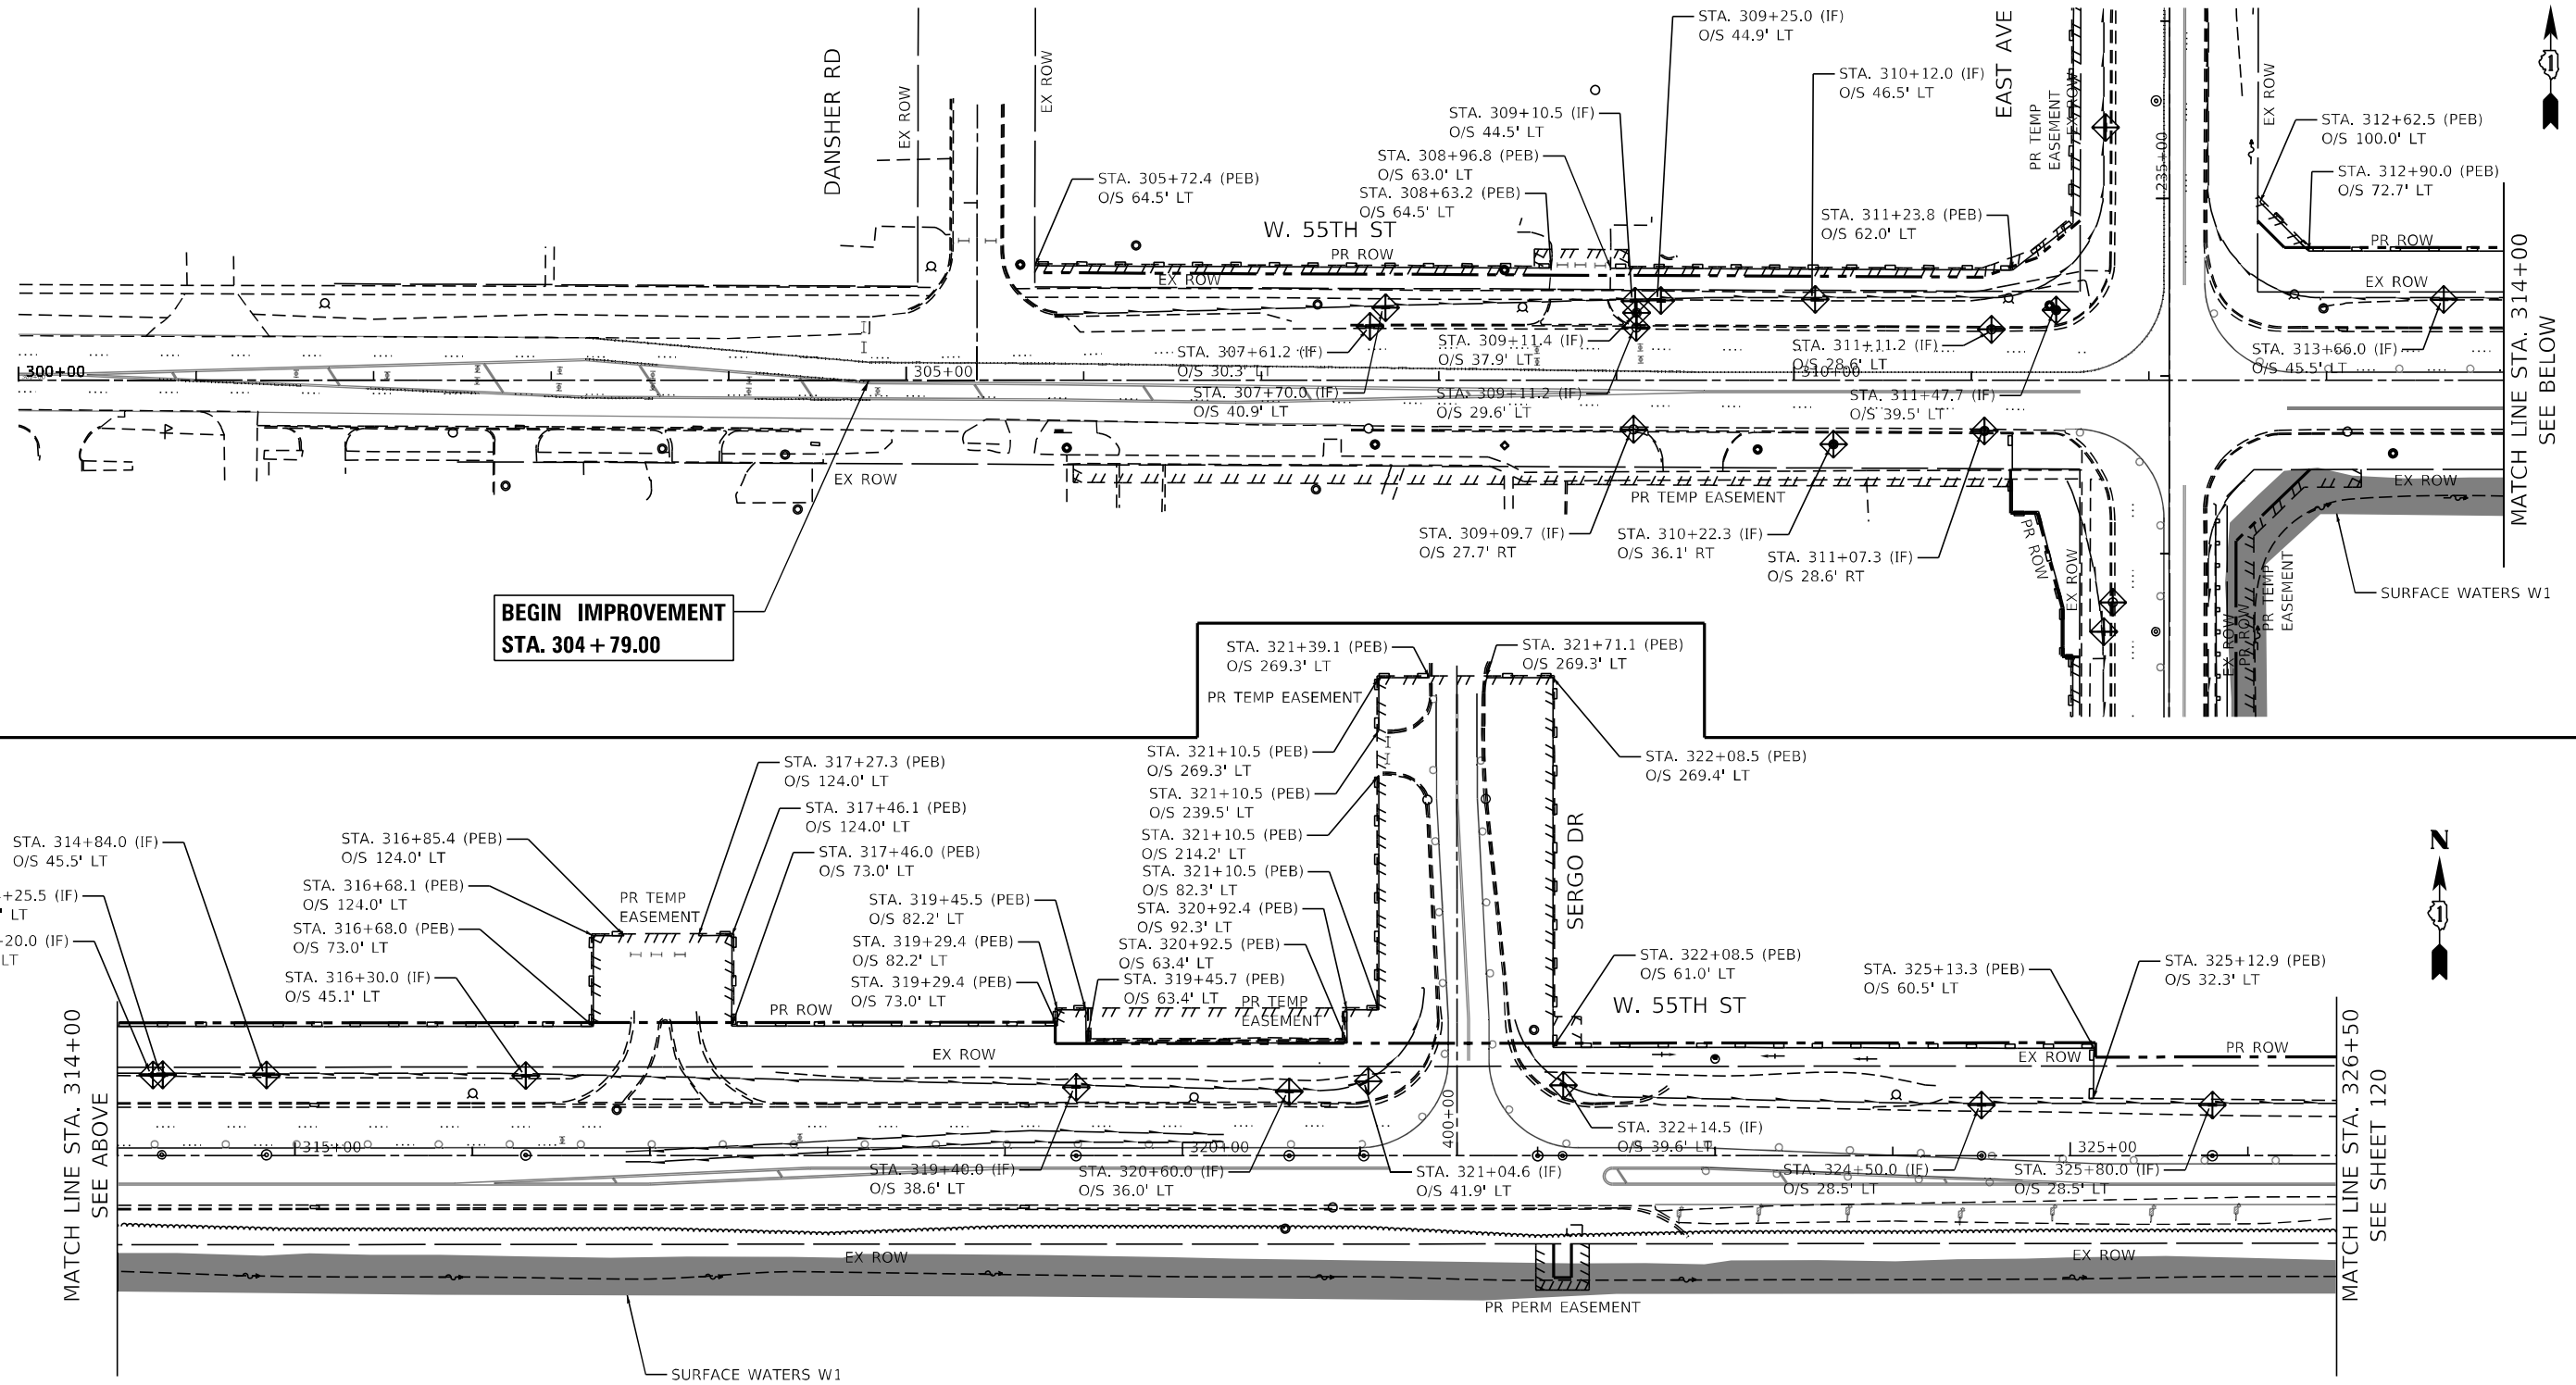 STA. 309+25.0 (IF)
O/S 44.9' LT
DANSHER RD
EX ROW
EX ROW
STA. 310+12.0 (IF)
O/S 46.5' LT
EAST AVE
PR TEMP
EASEMENT
EX ROW
235+00
EX ROW
1
STA. 309+10.5 (IF)
O/S 44.5' LT
STA. 308+96.8 (PEB)
O/S 63.0' LT
STA. 308+63.2 (PEB)
O/S 64.5' LT
STA. 305+72.4 (PEB)
O/S 64.5' LT
STA. 312+62.5 (PEB)
O/S 100.0' LT
STA. 312+90.0 (PEB)
O/S 72.7' LT
STA. 311+23.8 (PEB)
O/S 62.0' LT
W. 55TH ST
PR ROW
EX ROW
PR ROW
EX ROW
MATCH LINE STA. 314+00
SEE BELOW
STA. 307+61.2 (IF)
O/S 30.3' LT
STA. 307+70.0 (IF)
O/S 40.9' LT
STA. 309+11.4 (IF)
O/S 37.9' LT
STA. 309+11.2 (IF)
O/S 29.6' LT
STA. 311+11.2 (IF)
O/S 28.6' LT
STA. 311+47.7 (IF)
O/S 39.5' LT
STA. 313+66.0 (IF)
O/S 45.5' LT
300+00
305+00
310+00
EX ROW
PR TEMP EASEMENT
EX ROW
STA. 309+09.7 (IF)
O/S 27.7' RT
STA. 310+22.3 (IF)
O/S 36.1' RT
STA. 311+07.3 (IF)
O/S 28.6' RT
PR ROW
EX ROW
EX ROW
PR ROW
PR TEMP
EASEMENT
SURFACE WATERS W1
BEGIN IMPROVEMENT
STA. 304+79.00
STA. 321+39.1 (PEB)
O/S 269.3' LT
STA. 321+71.1 (PEB)
O/S 269.3' LT
PR TEMP EASEMENT
STA. 321+10.5 (PEB)
O/S 269.3' LT
STA. 322+08.5 (PEB)
O/S 269.4' LT
STA. 321+10.5 (PEB)
O/S 239.5' LT
STA. 321+10.5 (PEB)
O/S 214.2' LT
STA. 321+10.5 (PEB)
O/S 82.3' LT
STA. 320+92.4 (PEB)
O/S 92.3' LT
STA. 320+92.5 (PEB)
O/S 63.4' LT
STA. 319+45.7 (PEB)
O/S 63.4' LT
STA. 317+27.3 (PEB)
O/S 124.0' LT
STA. 317+46.1 (PEB)
O/S 124.0' LT
STA. 317+46.0 (PEB)
O/S 73.0' LT
STA. 314+84.0 (IF)
O/S 45.5' LT
STA. 316+85.4 (PEB)
O/S 124.0' LT
+25.5 (IF)
' LT
STA. 316+68.1 (PEB)
O/S 124.0' LT
+20.0 (IF)
LT
STA. 316+68.0 (PEB)
O/S 73.0' LT
STA. 316+30.0 (IF)
O/S 45.1' LT
PR TEMP
EASEMENT
STA. 319+45.5 (PEB)
O/S 82.2' LT
STA. 319+29.4 (PEB)
O/S 82.2' LT
STA. 319+29.4 (PEB)
O/S 73.0' LT
PR TEMP
EASEMENT
SERGO DR
N
1
STA. 322+08.5 (PEB)
O/S 61.0' LT
W. 55TH ST
STA. 325+13.3 (PEB)
O/S 60.5' LT
STA. 325+12.9 (PEB)
O/S 32.3' LT
MATCH LINE STA. 314+00
SEE ABOVE
PR ROW
EX ROW
EX ROW
PR ROW
MATCH LINE STA. 326+50
SEE SHEET 120
315+00
320+00
400+00
325+00
STA. 322+14.5 (IF)
O/S 39.6' LT
STA. 319+40.0 (IF)
O/S 38.6' LT
STA. 320+60.0 (IF)
O/S 36.0' LT
STA. 321+04.6 (IF)
O/S 41.9' LT
STA. 324+50.0 (IF)
O/S 28.5' LT
STA. 325+80.0 (IF)
O/S 28.5' LT
EX ROW
EX ROW
PR PERM EASEMENT
SURFACE WATERS W1